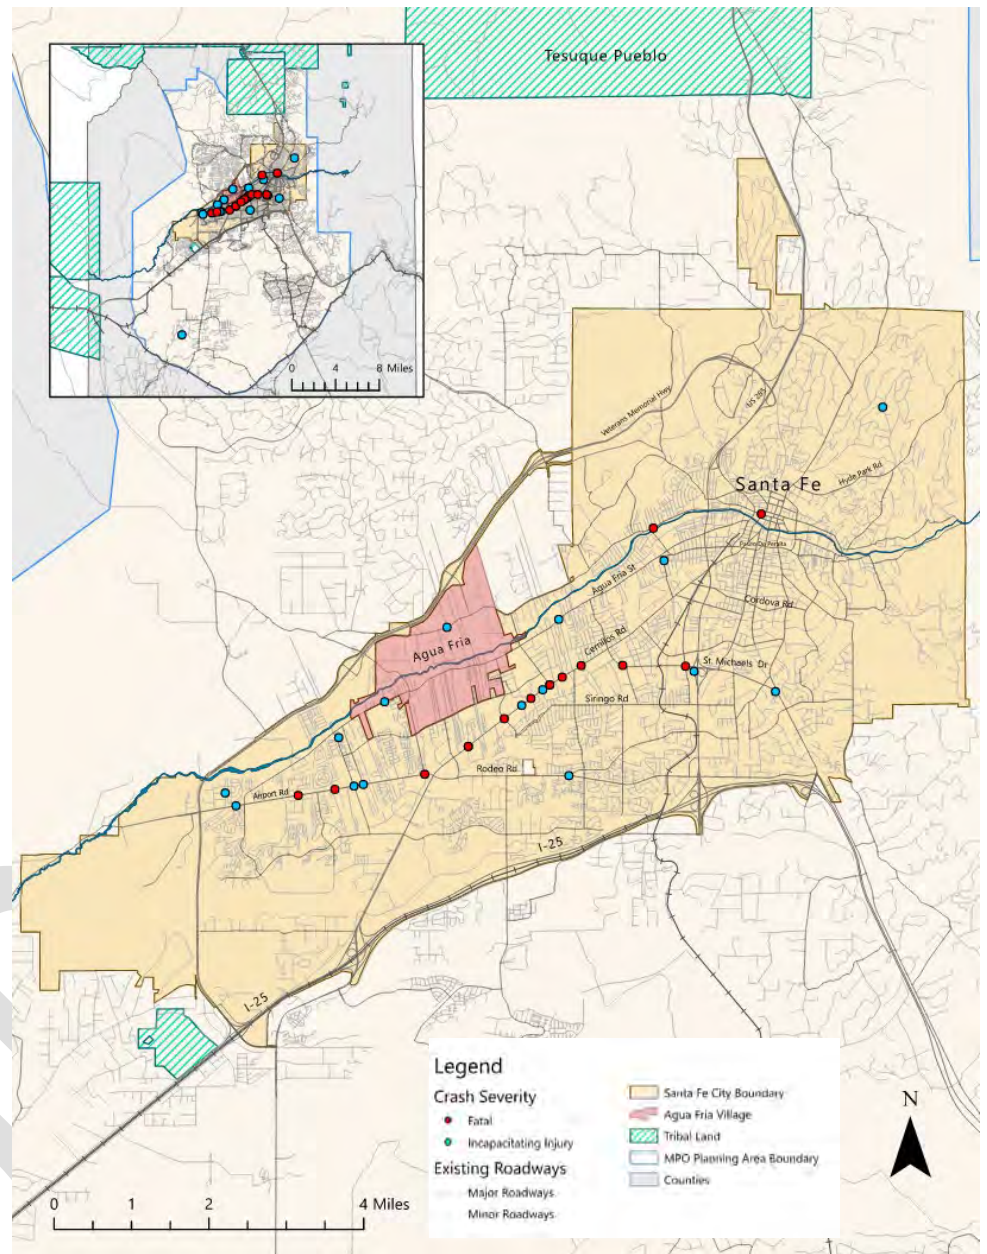 Tesuque Pueblo
0 4 8 Miles
Veterans Memorial Hwy
US 285
Hyde Park Rd
Santa Fe
Agua Fria St
Cordova Rd
Agua Fria
Cerrillos Rd
St. Michaels Dr
Siringo Rd
Rodeo Rd
Airport Rd
I-25
I-25
Legend
Crash Severity
Fatal
Incapacitating Injury
Existing Roadways
Major Roadways
Minor Roadways
Santa Fe City Boundary
Agua Fria Village
Tribal Land
MPO Planning Area Boundary
Counties
N
0 2 4 Miles